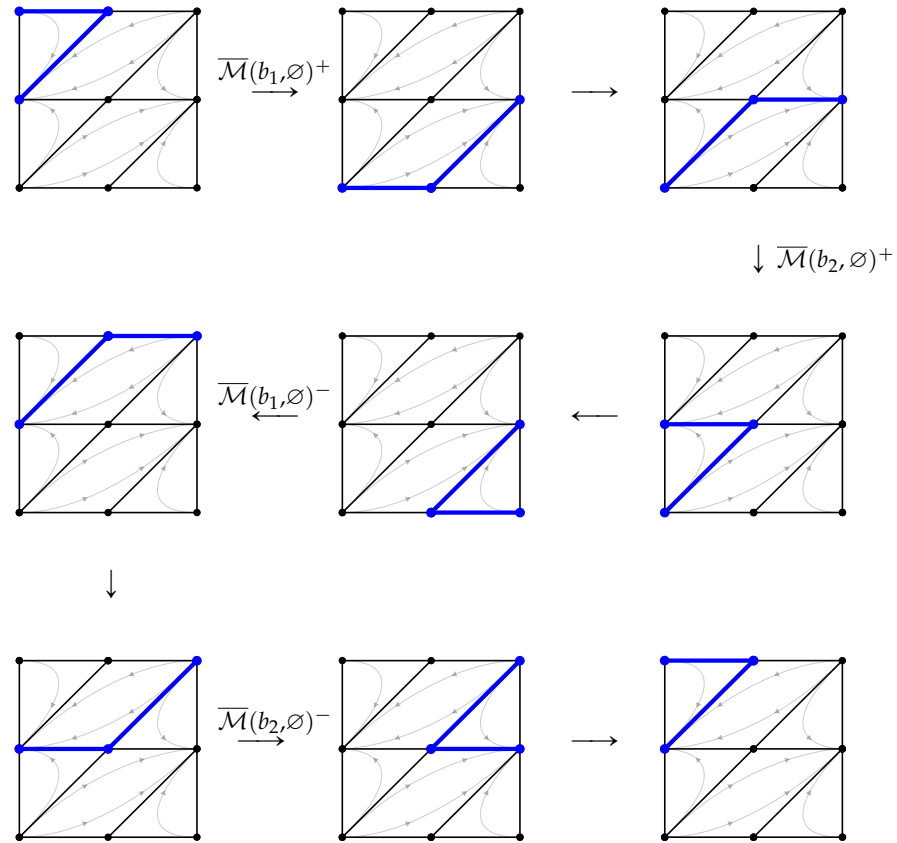 $\overline{\mathcal{M}}(b_1, \varnothing)^+$
→ →
↓ $\overline{\mathcal{M}}(b_2, \varnothing)^+$
$\overline{\mathcal{M}}(b_1, \varnothing)^-$
← ←
↓
$\overline{\mathcal{M}}(b_2, \varnothing)^-$
→ →